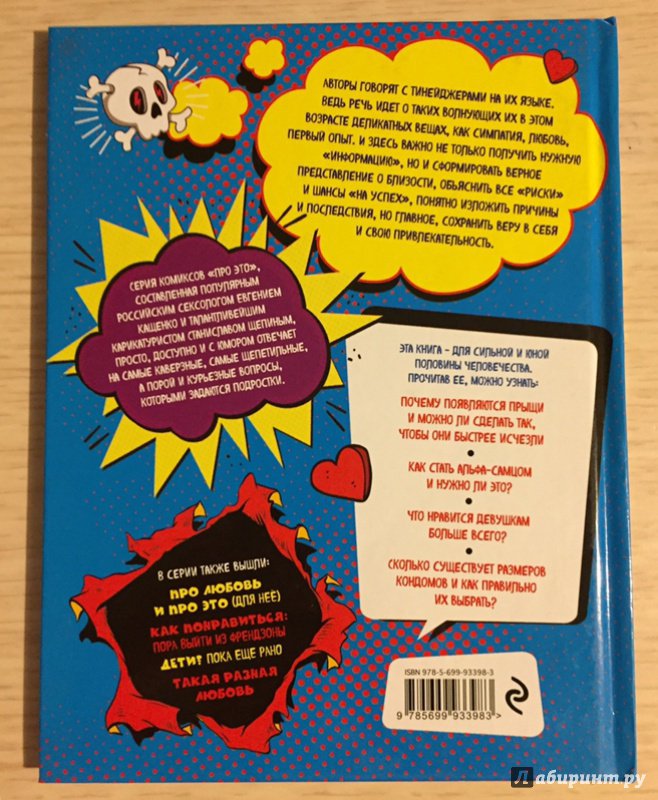 АВТОРЫ ГОВОРЯТ С ТИНЕЙДЖЕРАМИ НА ИХ ЯЗЫКЕ.
ВЕДЬ РЕЧЬ ИДЕТ О ТАКИХ ВОЛНУЮЩИХ ИХ В ЭТОМ
ВОЗРАСТЕ ДЕЛИКАТНЫХ ВЕЩАХ, КАК СИМПАТИЯ, ЛЮБОВЬ,
ПЕРВЫЙ ОПЫТ. И ЗДЕСЬ ВАЖНО НЕ ТОЛЬКО ПОЛУЧИТЬ НУЖНУЮ
«ИНФОРМАЦИЮ», НО И СФОРМИРОВАТЬ ВЕРНОЕ
ПРЕДСТАВЛЕНИЕ О БЛИЗОСТИ, ОБЪЯСНИТЬ ВСЕ «РИСКИ»
И ШАНСЫ «НА УСПЕХ», ПОНЯТНО ИЗЛОЖИТЬ ПРИЧИНЫ
И ПОСЛЕДСТВИЯ, НО ГЛАВНОЕ, СОХРАНИТЬ ВЕРУ В СЕБЯ
И СВОЮ ПРИВЛЕКАТЕЛЬНОСТЬ.
СЕРИЯ КОМИКСОВ «ПРО ЭТО»,
СОСТАВЛЕННАЯ ПОПУЛЯРНЫМ
РОССИЙСКИМ СЕКСОЛОГОМ ЕВГЕНИЕМ
КАЩЕНКО И ТАЛАНТЛИВЕЙШИМ
КАРИКАТУРИСТОМ СТАНИСЛАВОМ ЩЕПИНЫМ,
ПРОСТО, ДОСТУПНО И С ЮМОРОМ ОТВЕЧАЕТ
НА САМЫЕ КАВЕРЗНЫЕ, САМЫЕ ЩЕПЕТИЛЬНЫЕ,
А ПОРОЙ И КУРЬЕЗНЫЕ ВОПРОСЫ,
КОТОРЫМИ ЗАДАЮТСЯ ПОДРОСТКИ.
ЭТА КНИГА - ДЛЯ СИЛЬНОЙ И ЮНОЙ
ПОЛОВИНЫ ЧЕЛОВЕЧЕСТВА.
ПРОЧИТАВ ЕЕ, МОЖНО УЗНАТЬ:
ПОЧЕМУ ПОЯВЛЯЮТСЯ ПРЫЩИ
И МОЖНО ЛИ СДЕЛАТЬ ТАК,
ЧТОБЫ ОНИ БЫСТРЕЕ ИСЧЕЗЛИ
•
КАК СТАТЬ АЛЬФА-САМЦОМ
И НУЖНО ЛИ ЭТО?
•
ЧТО НРАВИТСЯ ДЕВУШКАМ
БОЛЬШЕ ВСЕГО?
•
СКОЛЬКО СУЩЕСТВУЕТ РАЗМЕРОВ
КОНДОМОВ И КАК ПРАВИЛЬНО
ИХ ВЫБРАТЬ?
В СЕРИИ ТАКЖЕ ВЫШЛИ:
ПРО ЛЮБОВЬ
И ПРО ЭТО (ДЛЯ НЕЁ)
КАК ПОНРАВИТЬСЯ:
ПОРА ВЫЙТИ ИЗ ФРЕНДЗОНЫ
ДЕТИ? ПОКА ЕЩЕ РАНО
ТАКАЯ РАЗНАЯ
ЛЮБОВЬ
ISBN 978-5-699-93398-3
9 785699 933983 >
Лабиринт.ру